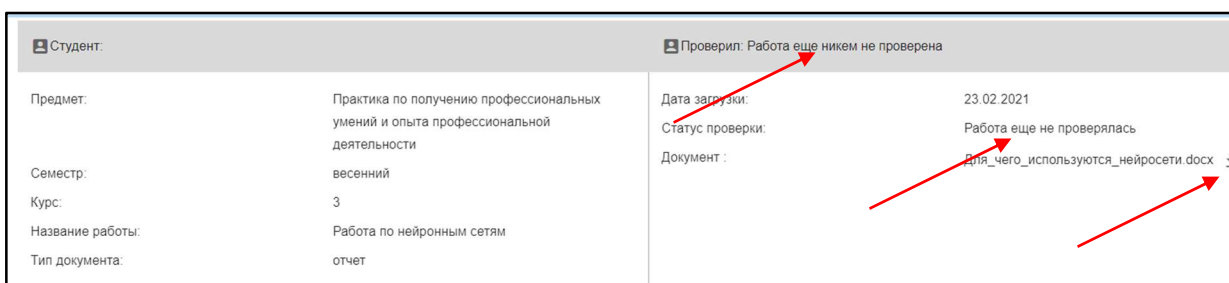 Студент:
Проверил: Работа еще никем не проверена
Предмет: Практика по получению профессиональных
умений и опыта профессиональной
деятельности
Семестр: весенний
Курс: 3
Название работы: Работа по нейронным сетям
Тип документа: отчет
Дата загрузки: 23.02.2021
Статус проверки: Работа еще не проверялась
Документ : Для_чего_используются_нейросети.docx